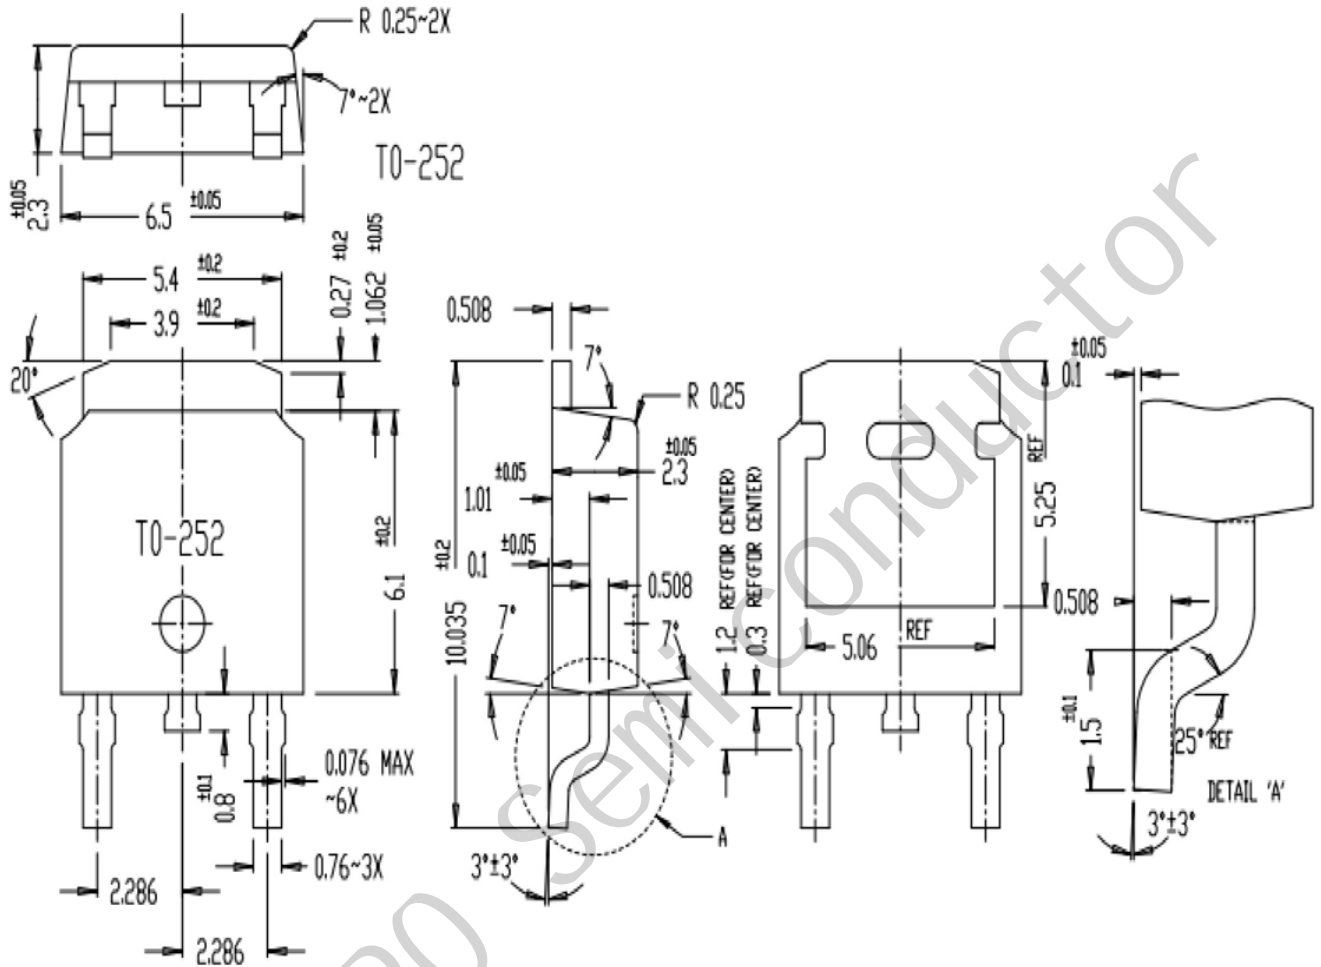 R 0.25~2X
7°~2X
TO-252
±0.05
2.3
6.5 ±0.05
5.4 ±0.2
3.9 ±0.2
0.27 ±0.2
1.062 ±0.05
20°
TO-252
6.1 ±0.2
0.8 ±0.1
0.076 MAX
~6X
0.76~3X
2.286
2.286
0.508
7°
R 0.25
±0.05
2.3
±0.05
1.01
±0.05
0.1
10.035 ±0.2
0.508
7°
7°
3°±3°
A
1.2 REF(FOR CENTER)
0.3 REF(FOR CENTER)
5.25 REF
5.06 REF
±0.05
0.1
0.508
1.5 ±0.1
25° REF
DETAIL 'A'
3°±3°
Semiconductor